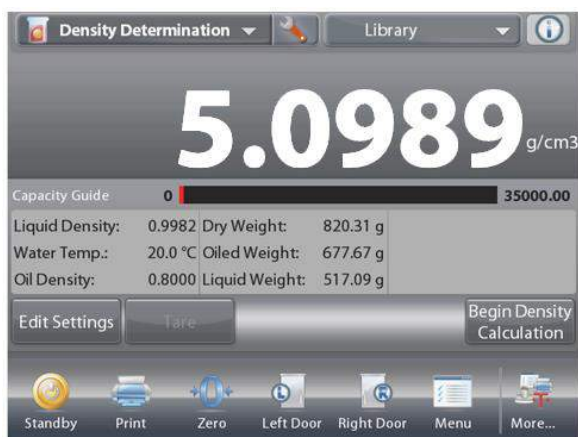 Density Determination Library
5.0989 g/cm3
Capacity Guide 0 35000.00
Liquid Density: 0.9982 Dry Weight: 820.31 g
Water Temp.: 20.0 °C Oiled Weight: 677.67 g
Oil Density: 0.8000 Liquid Weight: 517.09 g
Edit Settings Tare Begin Density
Calculation
L R
Standby Print Zero Left Door Right Door Menu More...